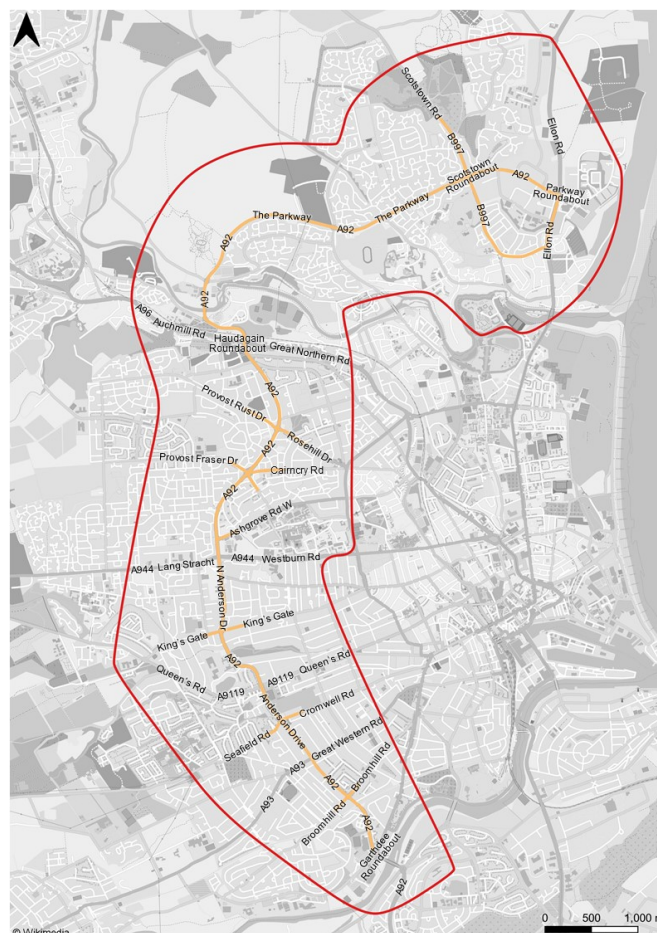 Scotstown Rd
B997
Ellon Rd
Scotstown
Roundabout
A92
Parkway
Roundabout
The Parkway
The Parkway
A92
B997
Ellon Rd
A92
A92
A96 Auchmill Rd
Haudagain
Roundabout
Great Northern Rd
A92
Provost Rust Dr
Rosehill Dr
A92
Provost Fraser Dr
Cairncry Rd
A92
Ashgrove Rd W
A944 Lang Stracht
A944 Westburn Rd
N Anderson Dr
King's Gate
King's Gate
A92
Queen's Rd
A9119
A9119 Queen's Rd
Anderson Drive
Cromwell Rd
Seafield Rd
A93 Great Western Rd
A93
A92
Broomhill Rd
Broomhill Rd
A92
Garthdee
Roundabout
A92
0 500 1,000 m
© Wikimedia